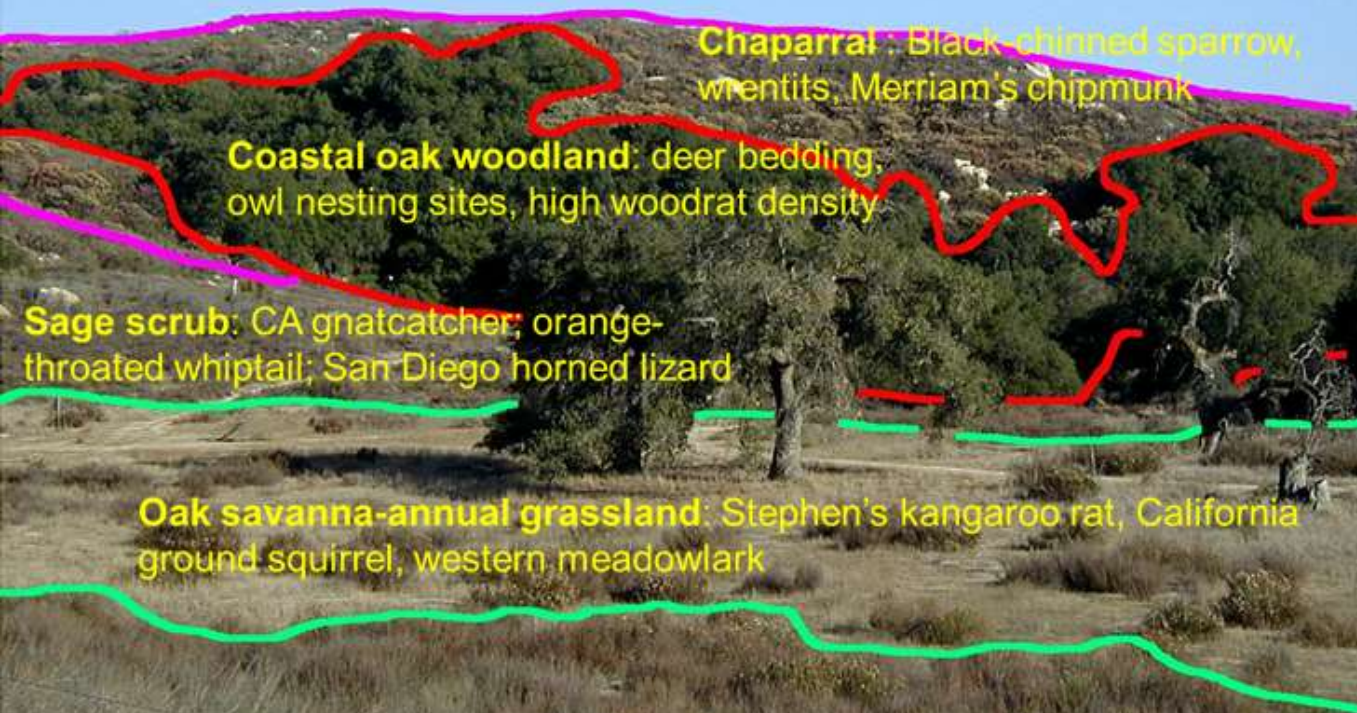 Chaparral : Black-chinned sparrow,
wrentits, Merriam's chipmunk
Coastal oak woodland: deer bedding,
owl nesting sites, high woodrat density
Sage scrub: CA gnatcatcher; orange-
throated whiptail; San Diego horned lizard
Oak savanna-annual grassland: Stephen's kangaroo rat, California
ground squirrel, western meadowlark